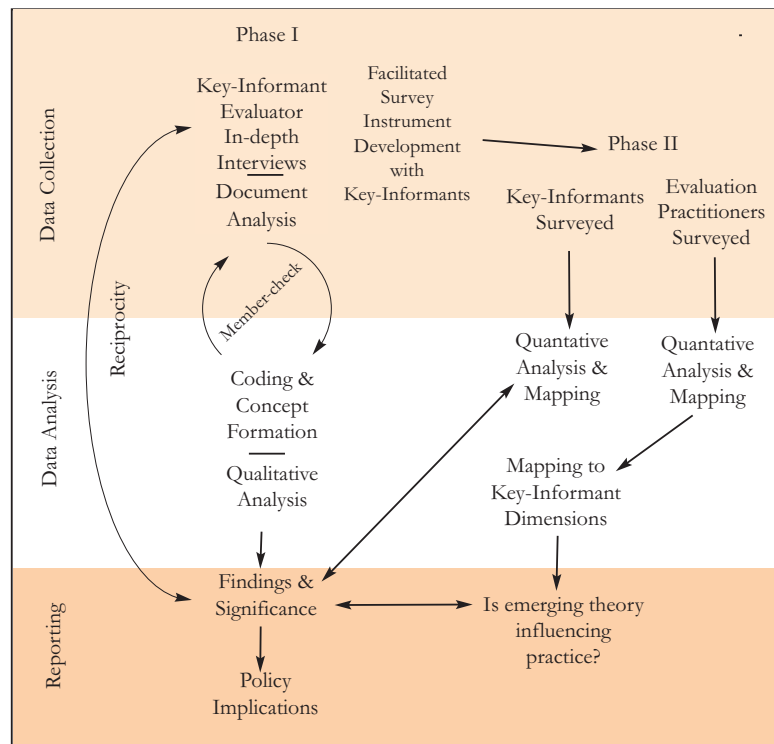 Phase I
Key-Informant
Evaluator
In-depth
Interviews
Document
Analysis
Facilitated
Survey
Instrument
Development
with
Key-Informants
Phase II
Key-Informants
Surveyed
Evaluation
Practitioners
Surveyed
Data Collection
Member-check
Reciprocity
Data Analysis
Coding &
Concept
Formation
Qualitative
Analysis
Quantative
Analysis &
Mapping
Quantative
Analysis &
Mapping
Mapping to
Key-Informant
Dimensions
Reporting
Findings &
Significance
Is emerging theory
influencing
practice?
Policy
Implications